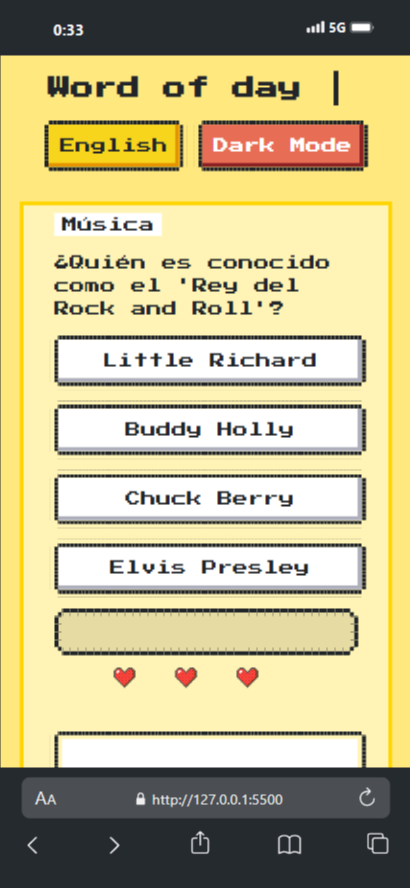 0:33
5G
Word of day |
English
Dark Mode
Música
¿Quién es conocido
como el 'Rey del
Rock and Roll'?
Little Richard
Buddy Holly
Chuck Berry
Elvis Presley
AA
http://127.0.0.1:5500